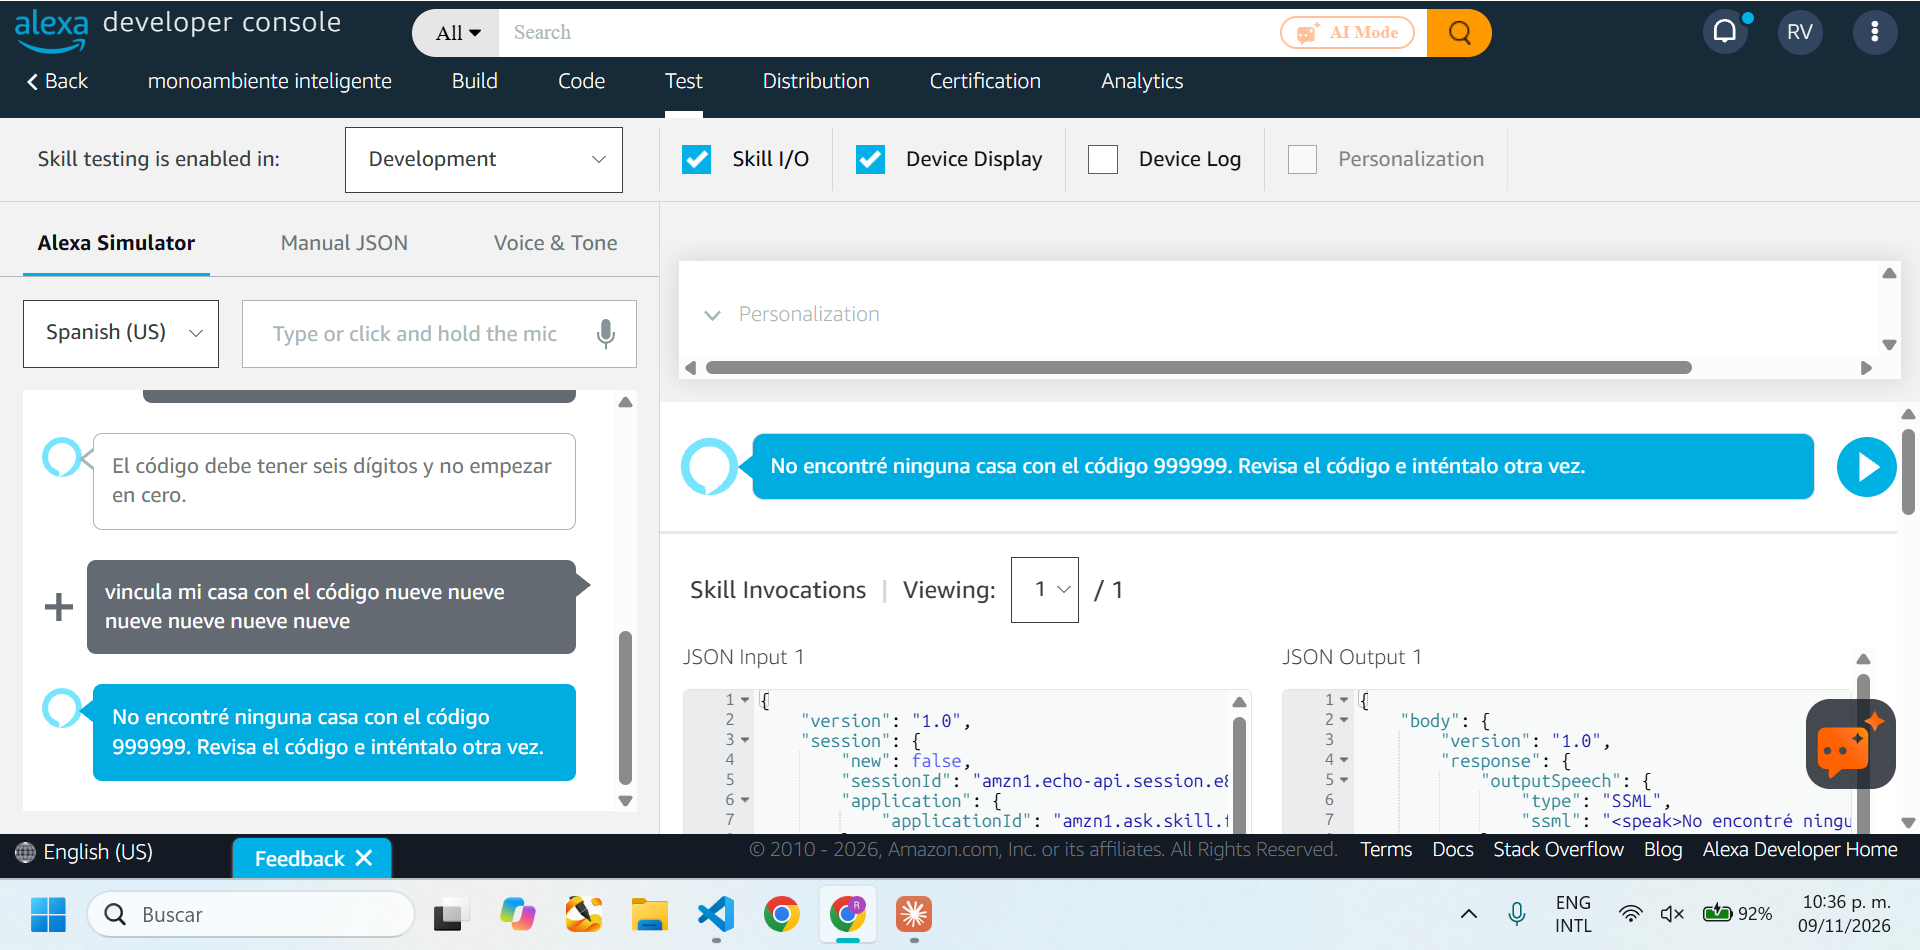 alexa developer console
All
Search
AI Mode
RV
Back
monoambiente inteligente
Build
Code
Test
Distribution
Certification
Analytics
Skill testing is enabled in:
Development
Skill I/O
Device Display
Device Log
Personalization
Alexa Simulator
Manual JSON
Voice & Tone
Spanish (US)
Type or click and hold the mic
Personalization
El código debe tener seis dígitos y no empezar
en cero.
vincula mi casa con el código nueve nueve
nueve nueve nueve nueve
No encontré ninguna casa con el código
999999. Revisa el código e inténtalo otra vez.
No encontré ninguna casa con el código 999999. Revisa el código e inténtalo otra vez.
Skill Invocations | Viewing: 1 / 1
JSON Input 1
1 {
2 "version": "1.0",
3 "session": {
4 "new": false,
5 "sessionId": "amzn1.echo-api.session.e8
6 "application": {
7 "applicationId": "amzn1.ask.skill.f
JSON Output 1
1 {
2 "body": {
3 "version": "1.0",
4 "response": {
5 "outputSpeech": {
6 "type": "SSML",
7 "ssml": "<speak>No encontré ningu
English (US)
Feedback
© 2010 - 2026, Amazon.com, Inc. or its affiliates. All Rights Reserved.
Terms
Docs
Stack Overflow
Blog
Alexa Developer Home
Buscar
R
ENG
INTL
92%
10:36 p. m.
09/11/2026